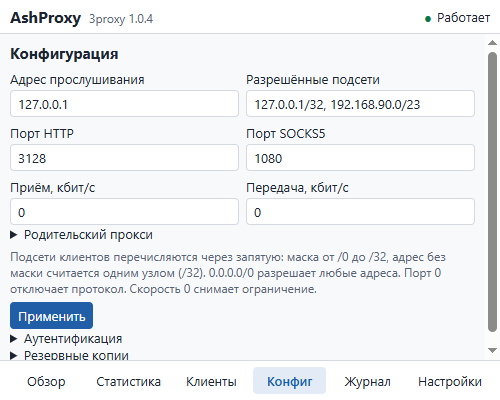 AshProxy 3proxy 1.0.4 ● Работает
Конфигурация
Адрес прослушивания Разрешённые подсети
127.0.0.1 127.0.0.1/32, 192.168.90.0/23
Порт HTTP Порт SOCKS5
3128 1080
Приём, кбит/с Передача, кбит/с
0 0
▶ Родительский прокси
Подсети клиентов перечисляются через запятую: маска от /0 до /32, адрес без
маски считается одним узлом (/32). 0.0.0.0/0 разрешает любые адреса. Порт 0
отключает протокол. Скорость 0 снимает ограничение.
Применить
▶ Аутентификация
▶ Резервные копии
Обзор Статистика Клиенты Конфиг Журнал Настройки